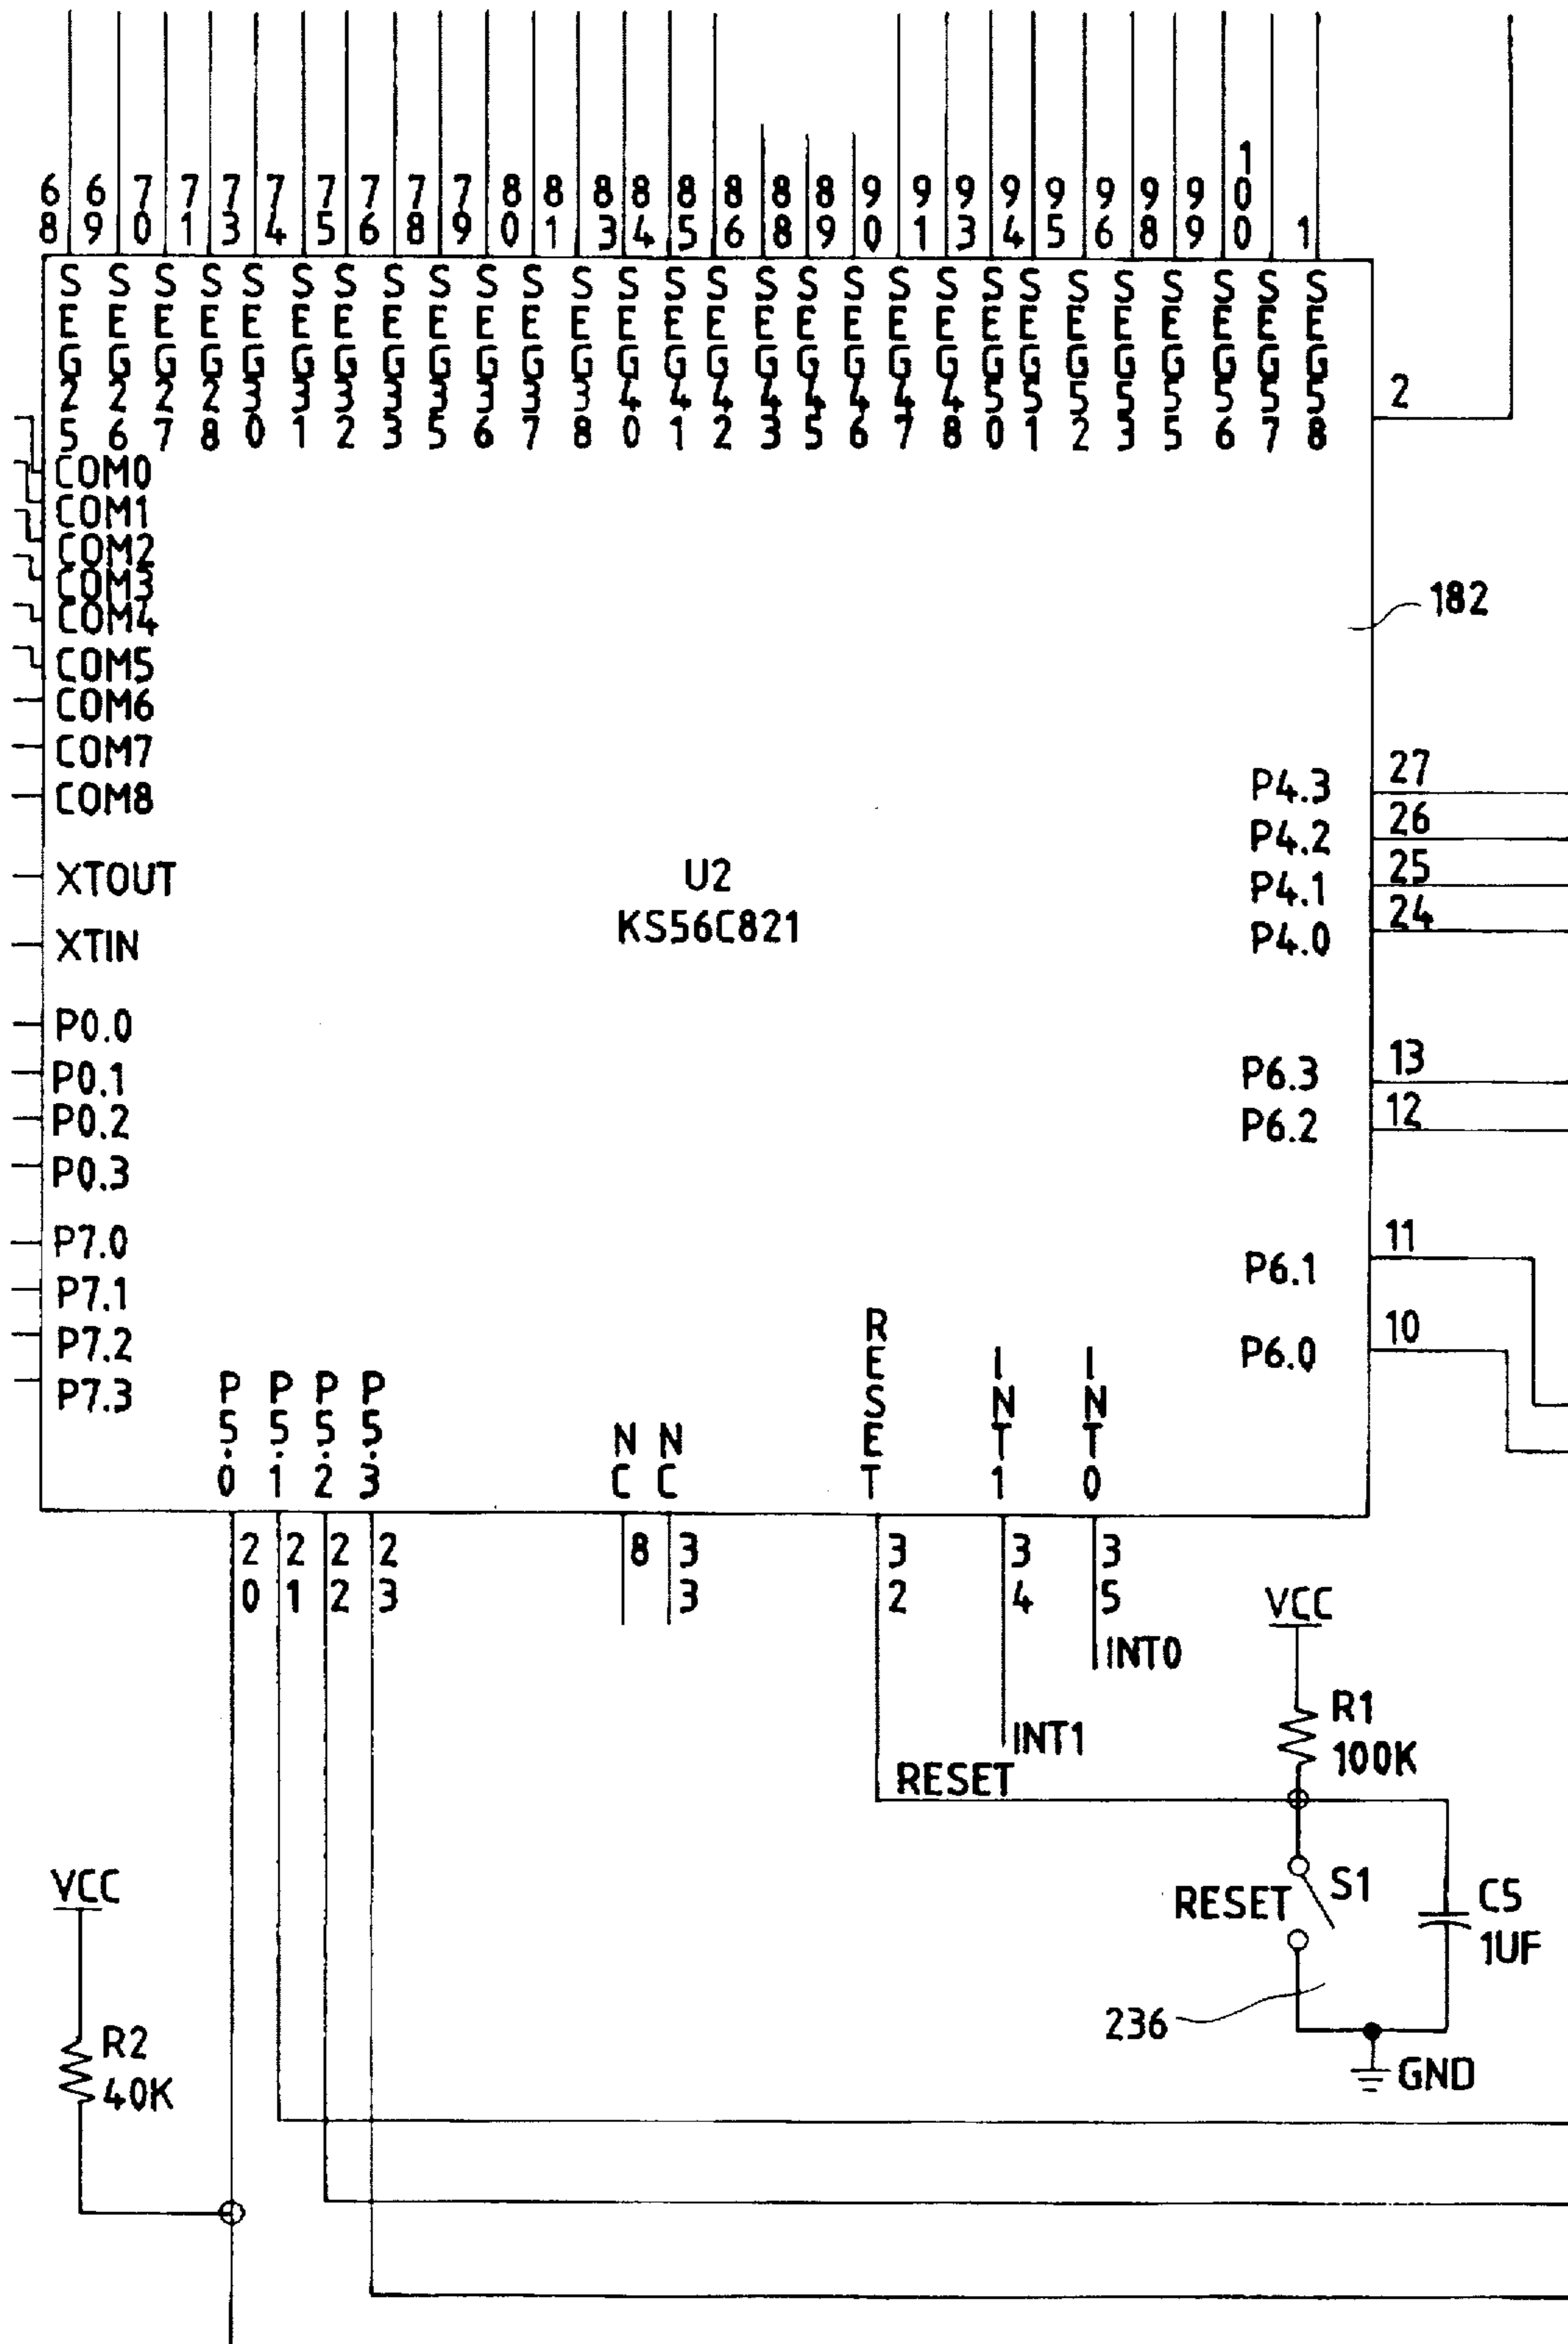 68 69 70 71 73 74 75 76 78 79 80 81 83 84 85 86 88 89 90 91 93 94 95 96 98 99 100 1
SEG25 SEG26 SEG27 SEG28 SEG30 SEG31 SEG32 SEG33 SEG35 SEG36 SEG37 SEG38 SEG40 SEG41 SEG42 SEG43 SEG45 SEG46 SEG47 SEG48 SEG50 SEG51 SEG52 SEG53 SEG55 SEG56 SEG57 SEG58
2
COM0
COM1
COM2
COM3
COM4
COM5
COM6
COM7
COM8
182
XTOUT
XTIN
U2
KS56C821
P4.3 27
P4.2 26
P4.1 25
P4.0 24
P0.0
P0.1
P0.2
P0.3
P6.3 13
P6.2 12
P7.0
P7.1
P7.2
P7.3
P6.1 11
P6.0 10
P5.0 P5.1 P5.2 P5.3 NC NC RESET INT1 INT0
20 21 22 23 8 33 32 34 35
INT0
INT1
RESET
VCC
R1
100K
RESET S1
C5
1UF
236
GND
VCC
R2
40K